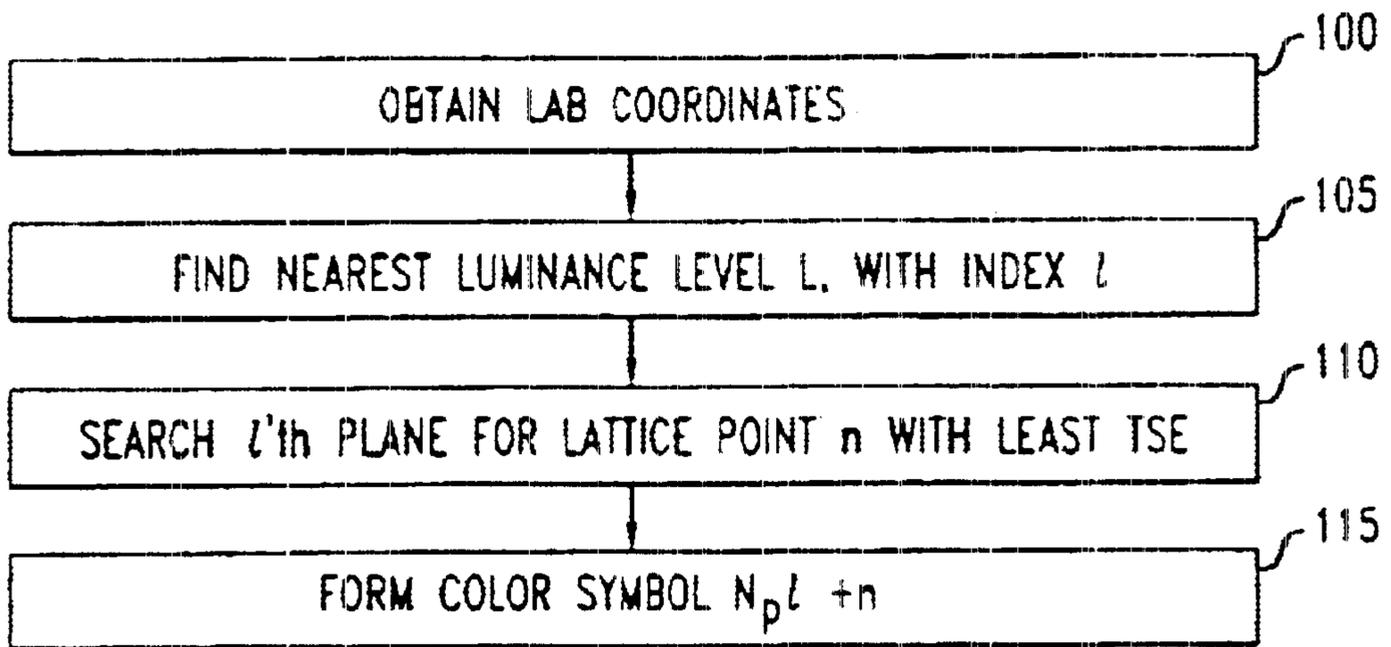 100
OBTAIN LAB COORDINATES
105
FIND NEAREST LUMINANCE LEVEL L, WITH INDEX l
110
SEARCH l'th PLANE FOR LATTICE POINT n WITH LEAST TSE
115
FORM COLOR SYMBOL Npl +n